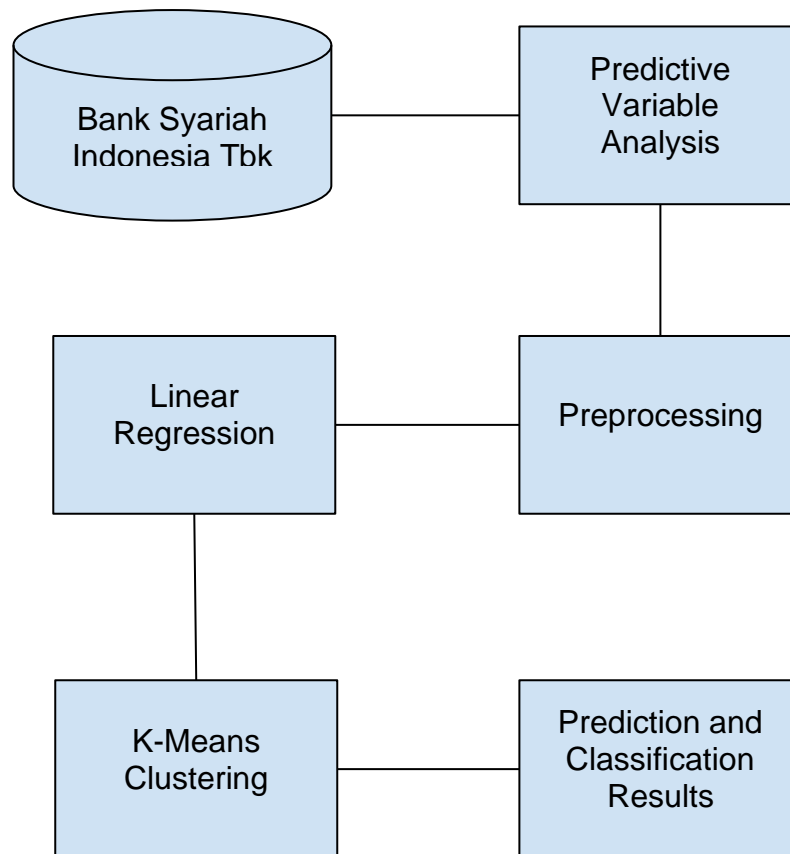 Bank Syariah
Indonesia Tbk
Predictive
Variable
Analysis
Linear
Regression
Preprocessing
K-Means
Clustering
Prediction and
Classification
Results